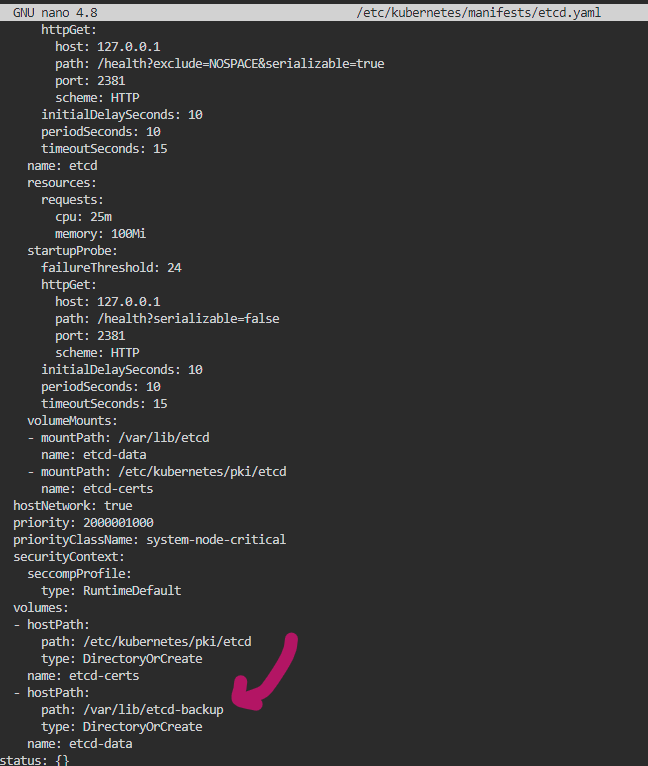 GNU nano 4.8 /etc/kubernetes/manifests/etcd.yaml
      httpGet:
        host: 127.0.0.1
        path: /health?exclude=NOSPACE&serializable=true
        port: 2381
        scheme: HTTP
      initialDelaySeconds: 10
      periodSeconds: 10
      timeoutSeconds: 15
    name: etcd
    resources:
      requests:
        cpu: 25m
        memory: 100Mi
    startupProbe:
      failureThreshold: 24
      httpGet:
        host: 127.0.0.1
        path: /health?serializable=false
        port: 2381
        scheme: HTTP
      initialDelaySeconds: 10
      periodSeconds: 10
      timeoutSeconds: 15
    volumeMounts:
    - mountPath: /var/lib/etcd
      name: etcd-data
    - mountPath: /etc/kubernetes/pki/etcd
      name: etcd-certs
  hostNetwork: true
  priority: 2000001000
  priorityClassName: system-node-critical
  securityContext:
    seccompProfile:
      type: RuntimeDefault
  volumes:
  - hostPath:
      path: /etc/kubernetes/pki/etcd
      type: DirectoryOrCreate
    name: etcd-certs
  - hostPath:
      path: /var/lib/etcd-backup
      type: DirectoryOrCreate
    name: etcd-data
status: {}